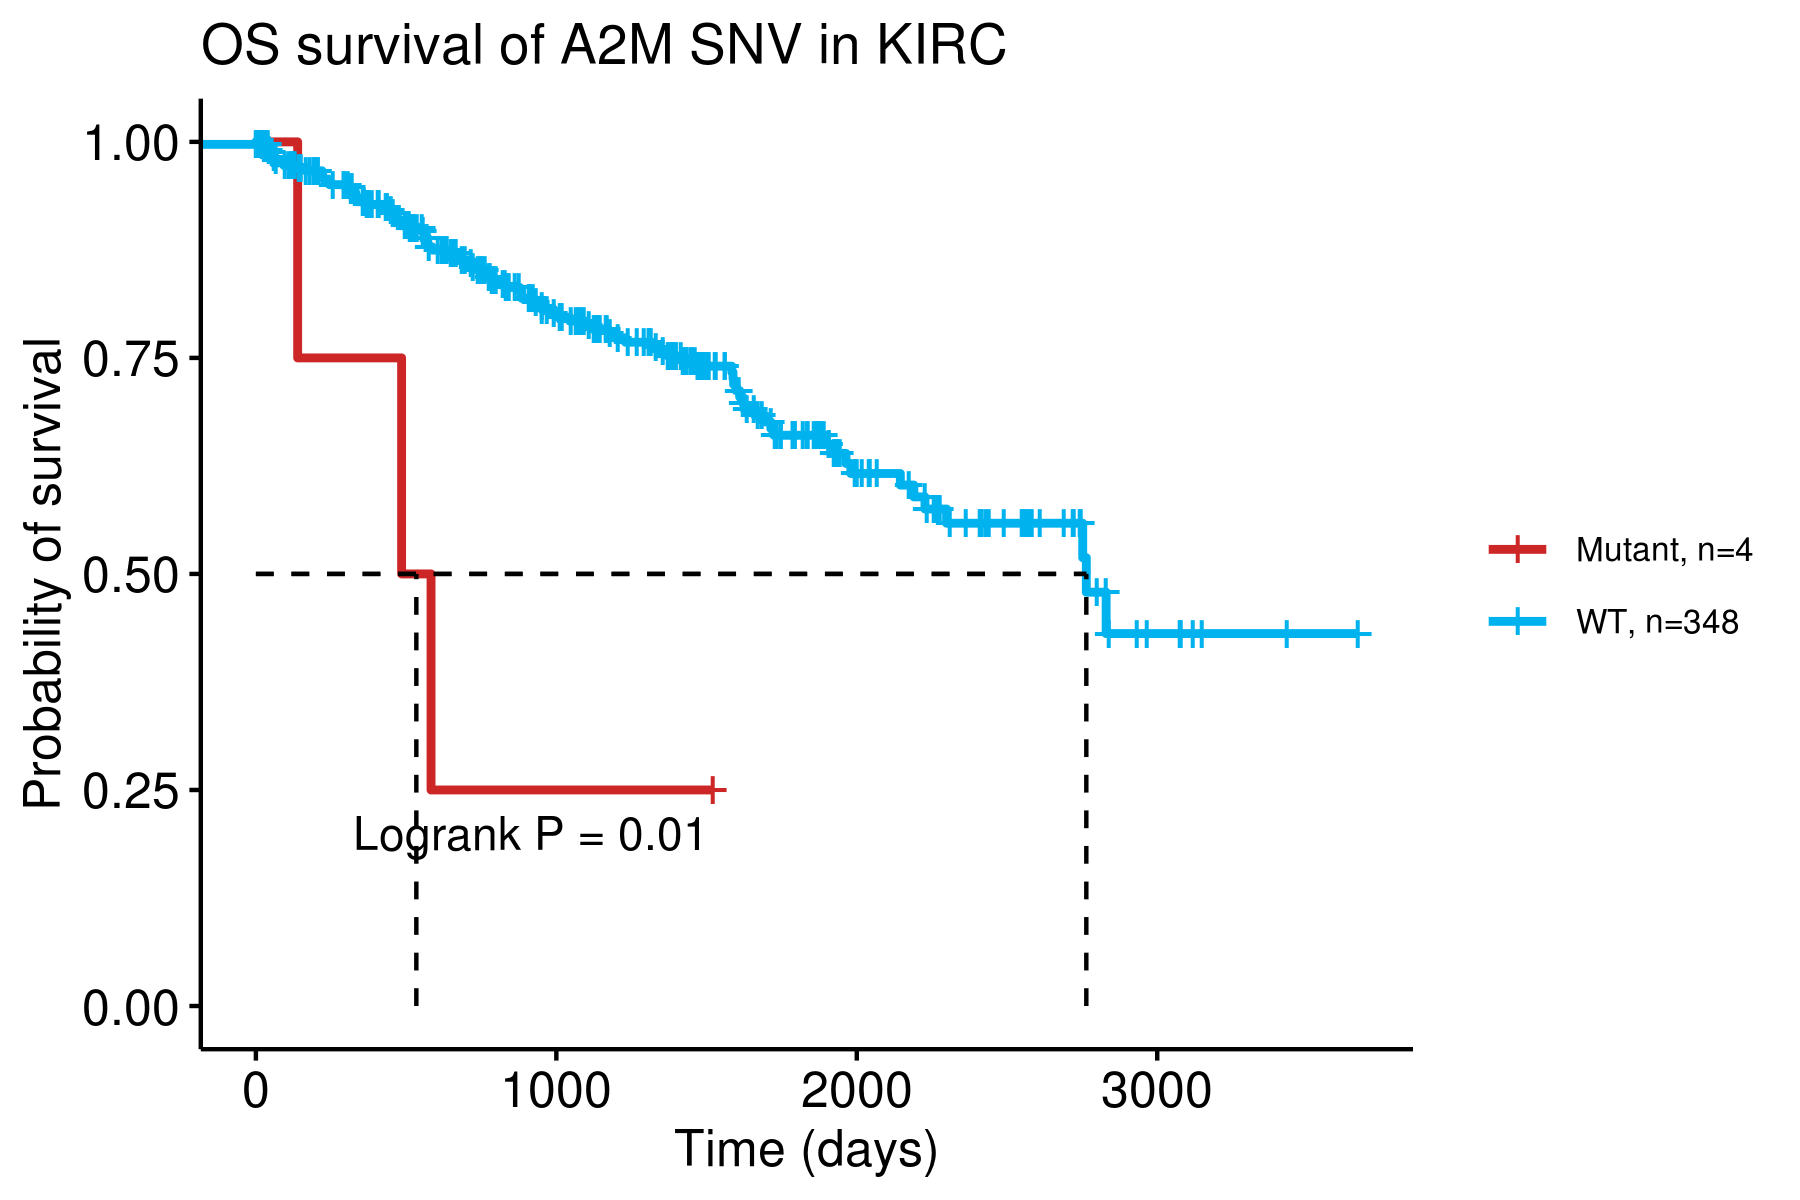 OS survival of A2M SNV in KIRC
Probability of survival
1.00
0.75
0.50
0.25
0.00
Logrank P = 0.01
0 1000 2000 3000
Time (days)
Mutant, n=4
WT, n=348